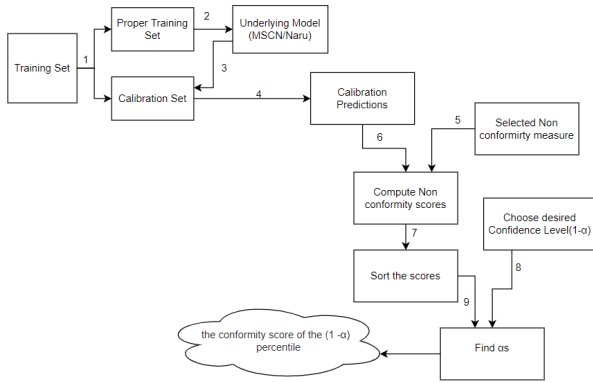 Training Set
1
Proper Training
Set
2
Underlying Model
(MSCN/Naru)
3
Calibration Set
4
Calibration
Predictions
5
Selected Non
conformirty measure
6
Compute Non
conformity scores
7
Choose desired
Confidence Level(1-α)
8
Sort the scores
9
Find αs
the conformity score of the (1 -α)
percentile